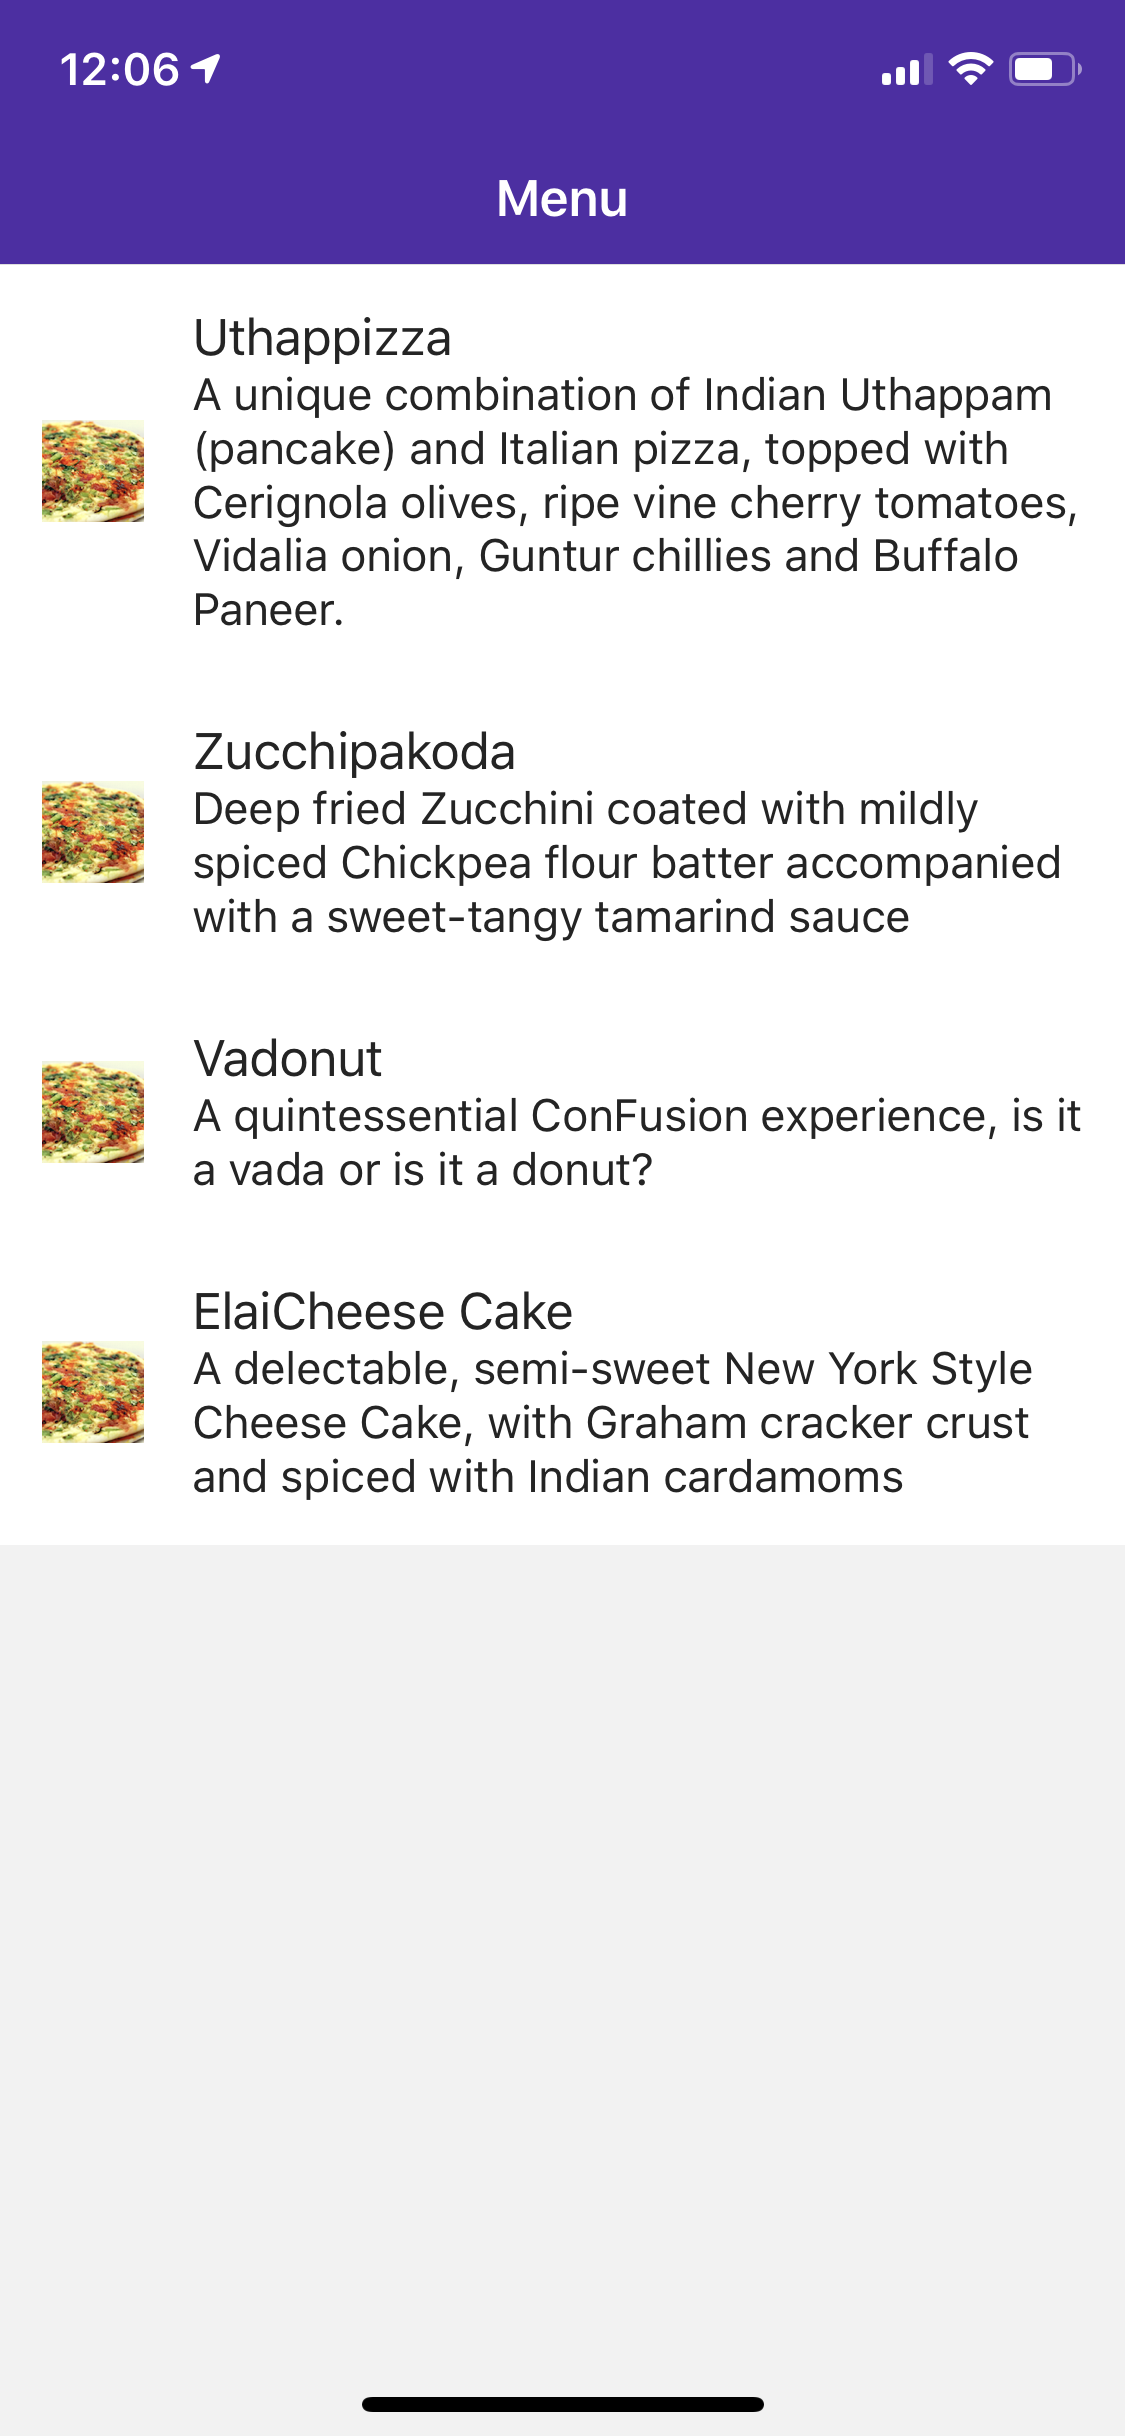 12:06
Menu
Uthappizza
A unique combination of Indian Uthappam
(pancake) and Italian pizza, topped with
Cerignola olives, ripe vine cherry tomatoes,
Vidalia onion, Guntur chillies and Buffalo
Paneer.
Zucchipakoda
Deep fried Zucchini coated with mildly
spiced Chickpea flour batter accompanied
with a sweet-tangy tamarind sauce
Vadonut
A quintessential ConFusion experience, is it
a vada or is it a donut?
ElaiCheese Cake
A delectable, semi-sweet New York Style
Cheese Cake, with Graham cracker crust
and spiced with Indian cardamoms